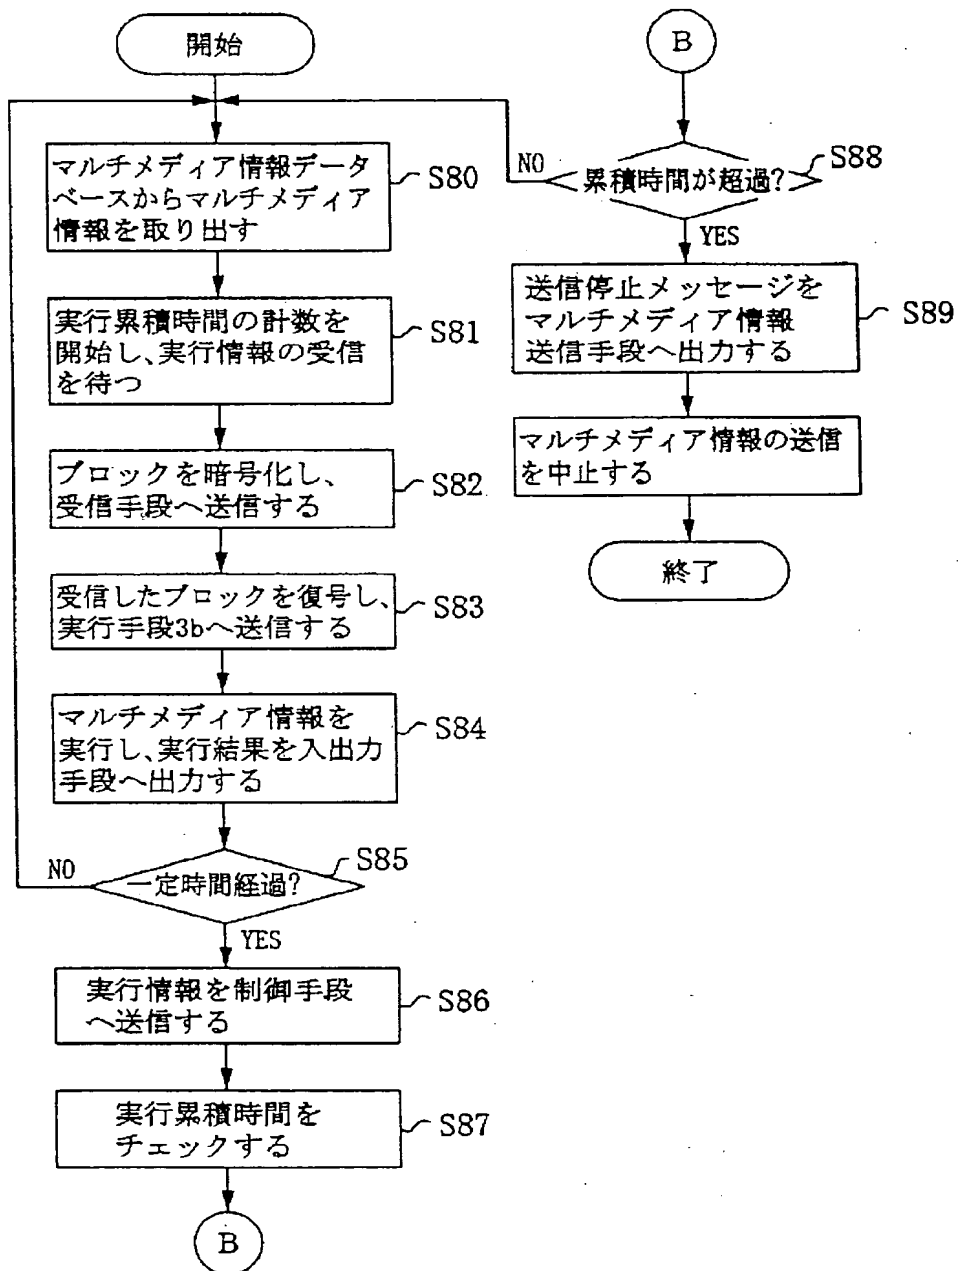 開始
マルチメディア情報データ
ベースからマルチメディア
情報を取り出す
S80
実行累積時間の計数を
開始し、実行情報の受信
を待つ
S81
ブロックを暗号化し、
受信手段へ送信する
S82
受信したブロックを復号し、
実行手段3bへ送信する
S83
マルチメディア情報を
実行し、実行結果を入出力
手段へ出力する
S84
一定時間経過?
S85
NO
YES
実行情報を制御手段
へ送信する
S86
実行累積時間を
チェックする
S87
B
B
累積時間が超過?
S88
NO
YES
送信停止メッセージを
マルチメディア情報
送信手段へ出力する
S89
マルチメディア情報の送信
を中止する
終了